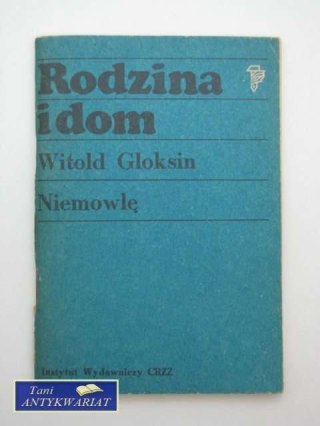 Rodzina
i dom
Witold Gloksin
Niemowlę
Instytut Wydawniczy CRZZ
Tani
ANTYKWARIAT